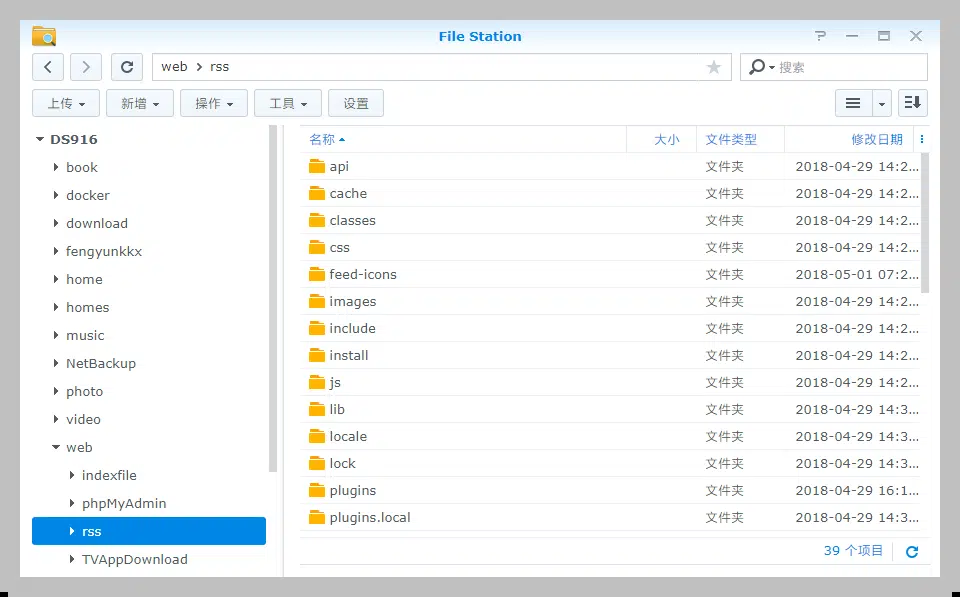 File Station
web › rss
搜索
上传 新增 操作 工具 设置
DS916
book
docker
download
fengyunkkx
home
homes
music
NetBackup
photo
video
web
indexfile
phpMyAdmin
rss
TVAppDownload
名称 大小 文件类型 修改日期
api 文件夹 2018-04-29 14:2...
cache 文件夹 2018-04-29 14:2...
classes 文件夹 2018-04-29 14:2...
css 文件夹 2018-04-29 14:2...
feed-icons 文件夹 2018-05-01 07:2...
images 文件夹 2018-04-29 14:2...
include 文件夹 2018-04-29 14:2...
install 文件夹 2018-04-29 14:2...
js 文件夹 2018-04-29 14:2...
lib 文件夹 2018-04-29 14:3...
locale 文件夹 2018-04-29 14:3...
lock 文件夹 2018-04-29 14:3...
plugins 文件夹 2018-04-29 16:1...
plugins.local 文件夹 2018-04-29 14:3...
39 个项目